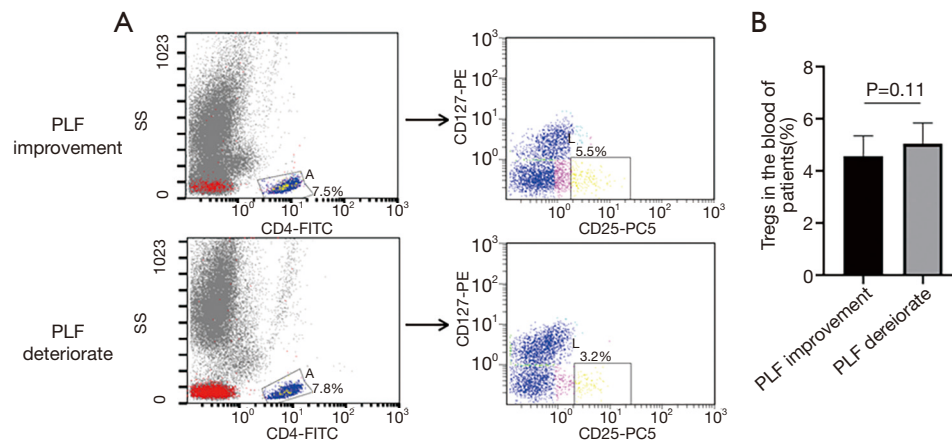 A
B
PLF
improvement
SS
1023
0
A
7.5%
10⁰
10¹
10²
10³
CD4-FITC
CD127-PE
10³
10²
10¹
10⁰
L
5.5%
10⁰
10¹
10²
10³
CD25-PC5
PLF
deteriorate
SS
1023
0
A
7.8%
10⁰
10¹
10²
10³
CD4-FITC
CD127-PE
10³
10²
10¹
10⁰
L
3.2%
10⁰
10¹
10²
10³
CD25-PC5
Tregs in the blood of
patients(%)
8
6
4
2
0
P=0.11
PLF improvement
PLF dereiorate